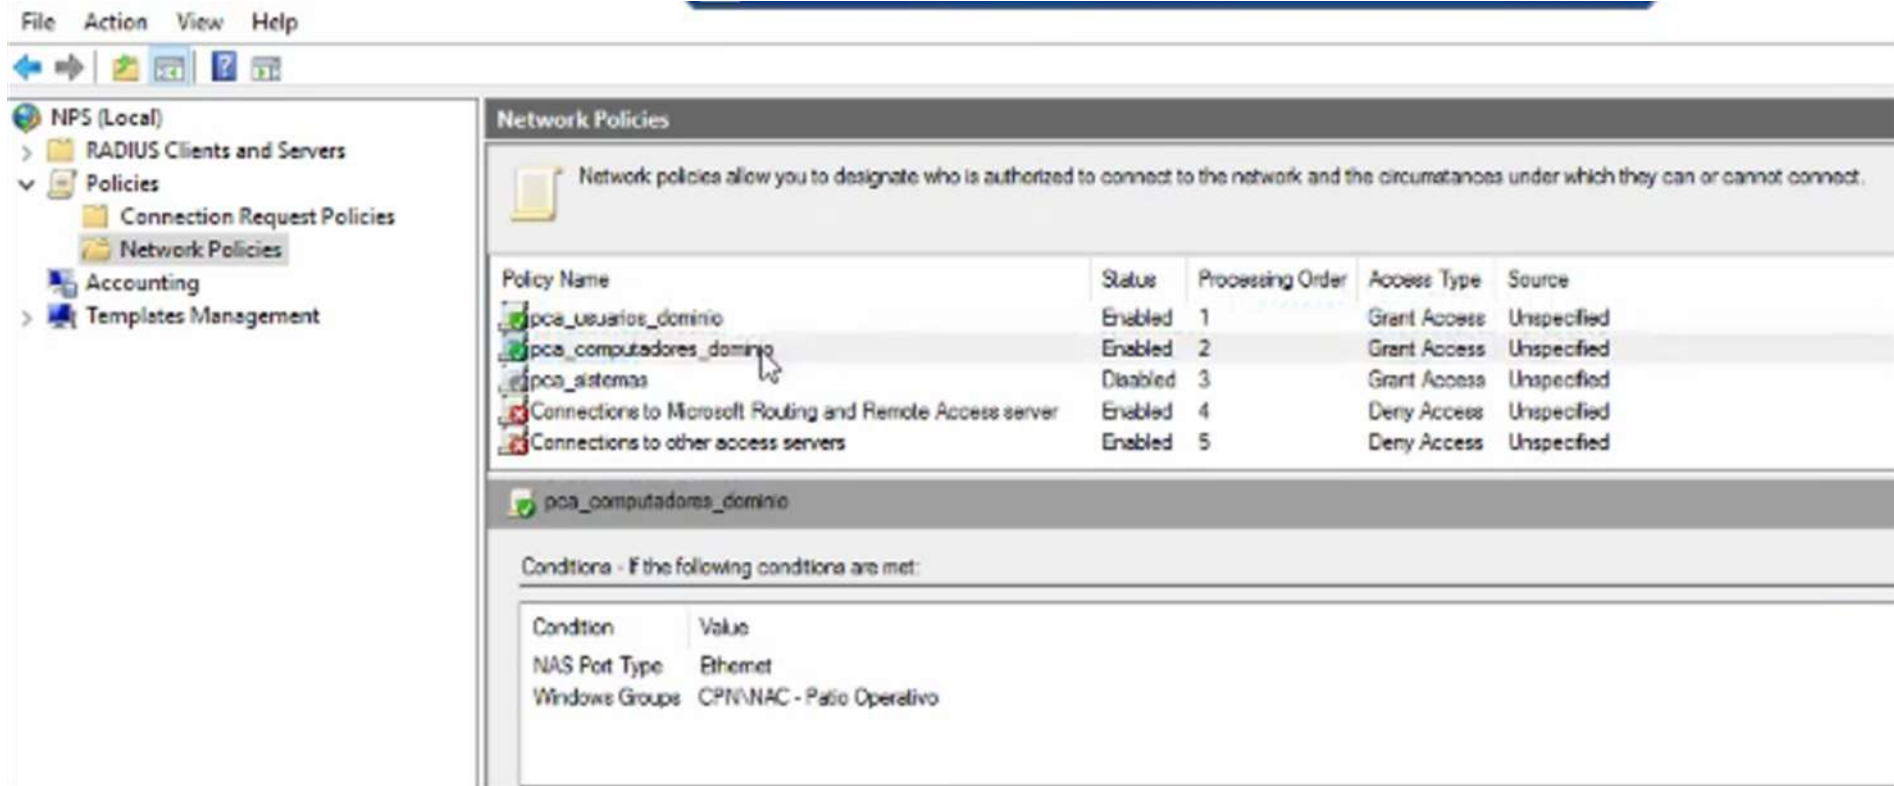 File Action View Help
NPS (Local)
RADIUS Clients and Servers
Policies
Connection Request Policies
Network Policies
Accounting
Templates Management
Network Policies
Network policies allow you to designate who is authorized to connect to the network and the circumstances under which they can or cannot connect.
Policy Name Status Processing Order Access Type Source
pca_usuarios_dominio Enabled 1 Grant Access Unspecified
pca_computadores_dominio Enabled 2 Grant Access Unspecified
pca_sistemas Disabled 3 Grant Access Unspecified
Connections to Microsoft Routing and Remote Access server Enabled 4 Deny Access Unspecified
Connections to other access servers Enabled 5 Deny Access Unspecified
pca_computadores_dominio
Conditions - If the following conditions are met:
Condition Value
NAS Port Type Ethernet
Windows Groups CPN\NAC - Patio Operativo